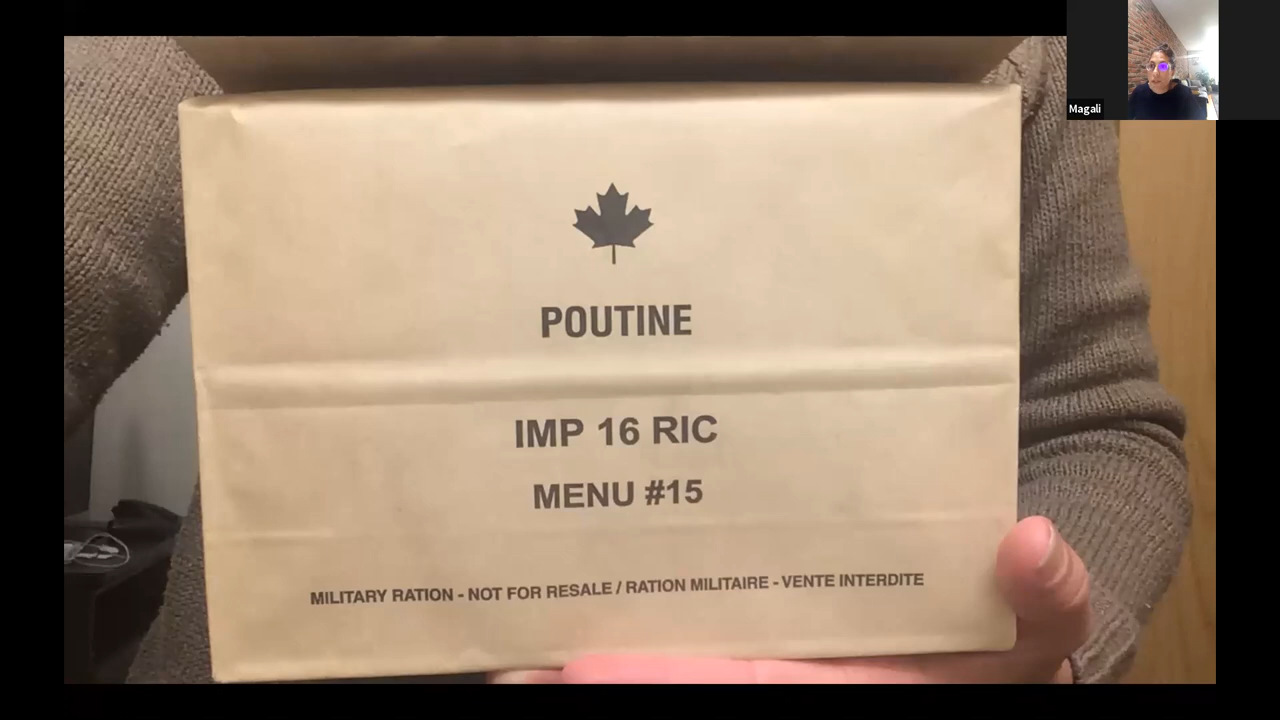 Magali
POUTINE
IMP 16 RIC
MENU #15
MILITARY RATION - NOT FOR RESALE / RATION MILITAIRE - VENTE INTERDITE